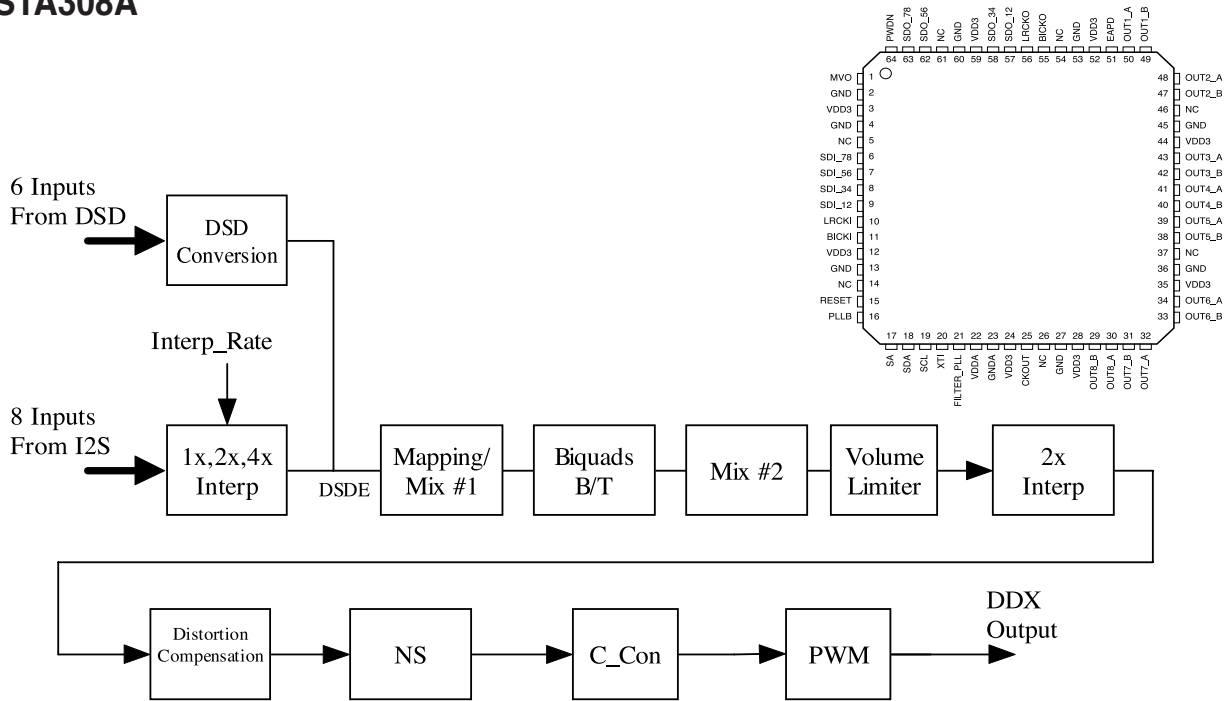 STA308A
PWDN
SDO_78
SDO_56
NC
GND
VDD3
SDO_34
SDO_12
LRCKO
BICKO
NC
GND
VDD3
EAPD
OUT1_A
OUT1_B
64 63 62 61 60 59 58 57 56 55 54 53 52 51 50 49
MVO 1
GND 2
VDD3 3
GND 4
NC 5
SDI_78 6
SDI_56 7
SDI_34 8
SDI_12 9
LRCKI 10
BICKI 11
VDD3 12
GND 13
NC 14
RESET 15
PLLB 16
48 OUT2_A
47 OUT2_B
46 NC
45 GND
44 VDD3
43 OUT3_A
42 OUT3_B
41 OUT4_A
40 OUT4_B
39 OUT5_A
38 OUT5_B
37 NC
36 GND
35 VDD3
34 OUT6_A
33 OUT6_B
17 18 19 20 21 22 23 24 25 26 27 28 29 30 31 32
SA
SDA
SCL
XTI
FILTER_PLL
VDDA
GNDA
VDD3
CKOUT
NC
GND
VDD3
OUT8_B
OUT8_A
OUT7_B
OUT7_A
6 Inputs
From DSD
DSD
Conversion
Interp_Rate
8 Inputs
From I2S
1x,2x,4x
Interp
DSDE
Mapping/
Mix #1
Biquads
B/T
Mix #2
Volume
Limiter
2x
Interp
Distortion
Compensation
NS
C_Con
PWM
DDX
Output